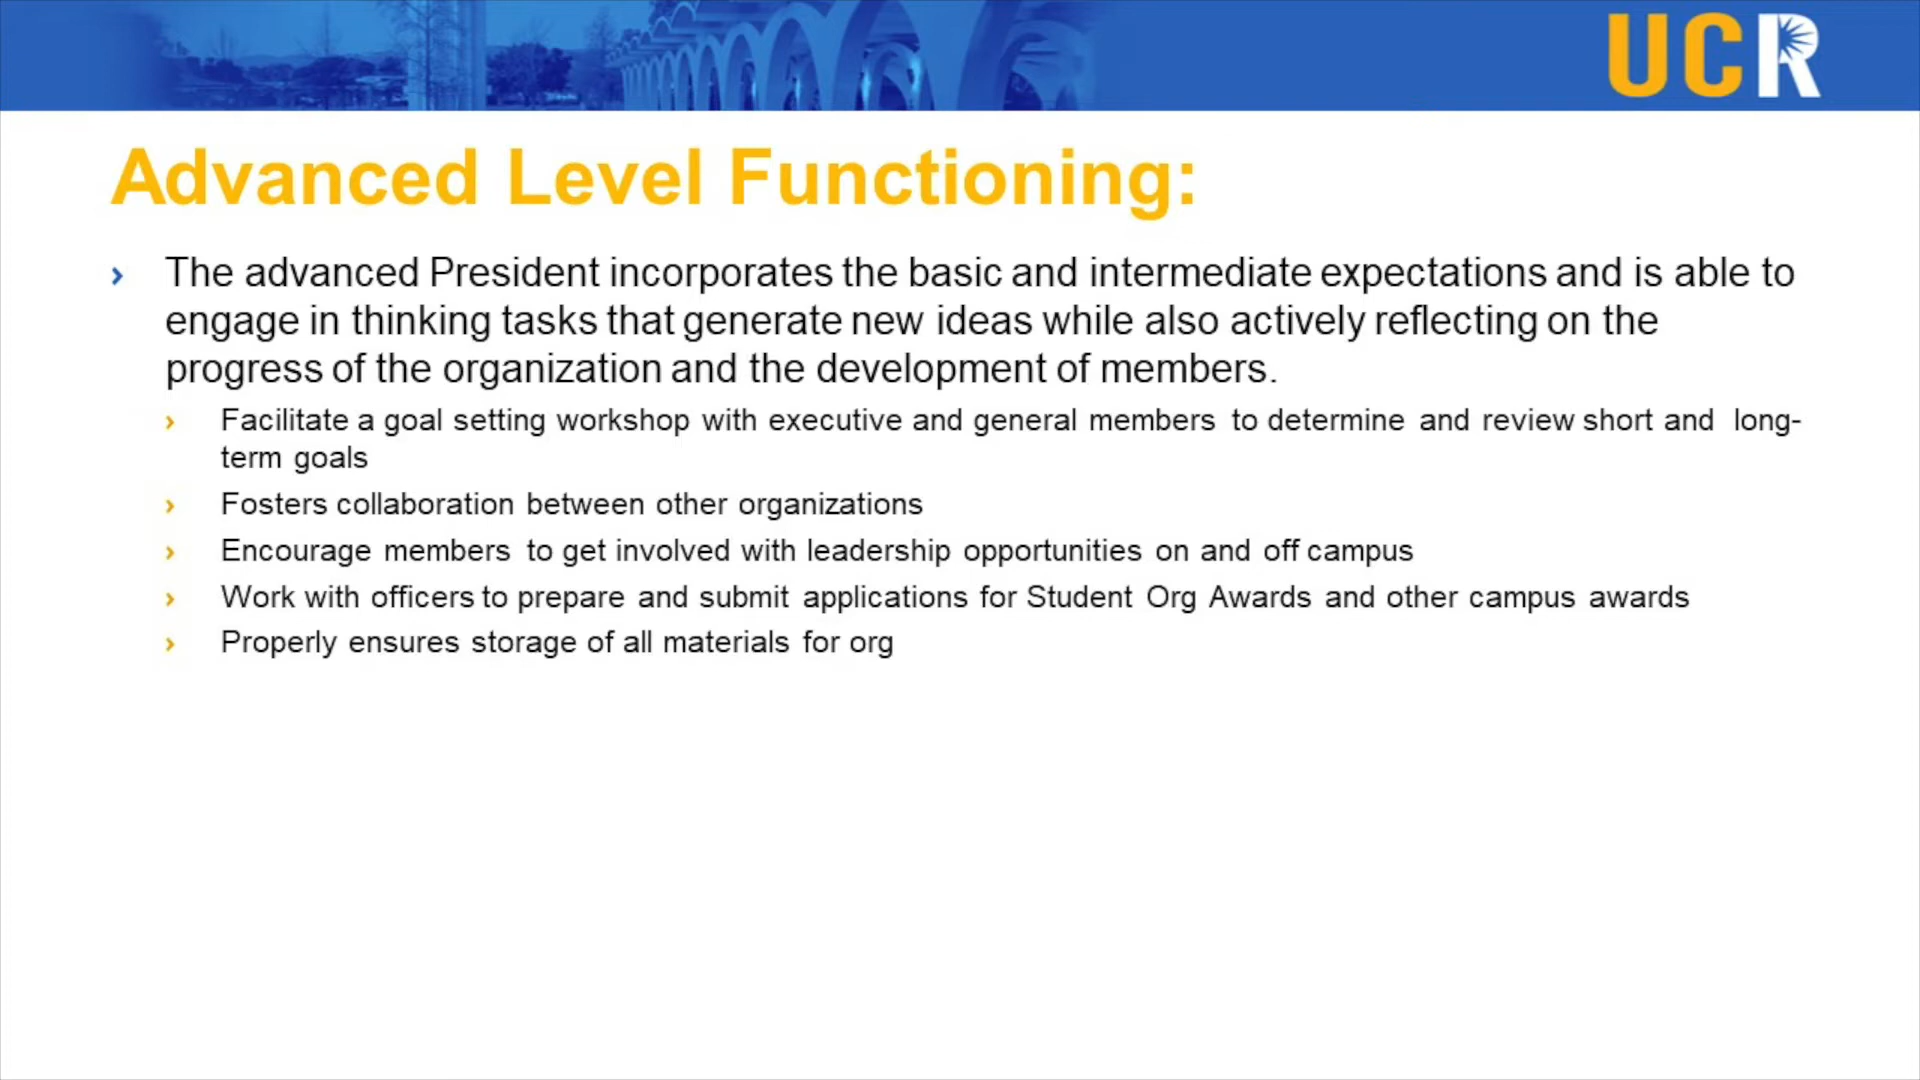 UCR
Advanced Level Functioning:
› The advanced President incorporates the basic and intermediate expectations and is able to
engage in thinking tasks that generate new ideas while also actively reflecting on the
progress of the organization and the development of members.
› Facilitate a goal setting workshop with executive and general members to determine and review short and long-
term goals
› Fosters collaboration between other organizations
› Encourage members to get involved with leadership opportunities on and off campus
› Work with officers to prepare and submit applications for Student Org Awards and other campus awards
› Properly ensures storage of all materials for org